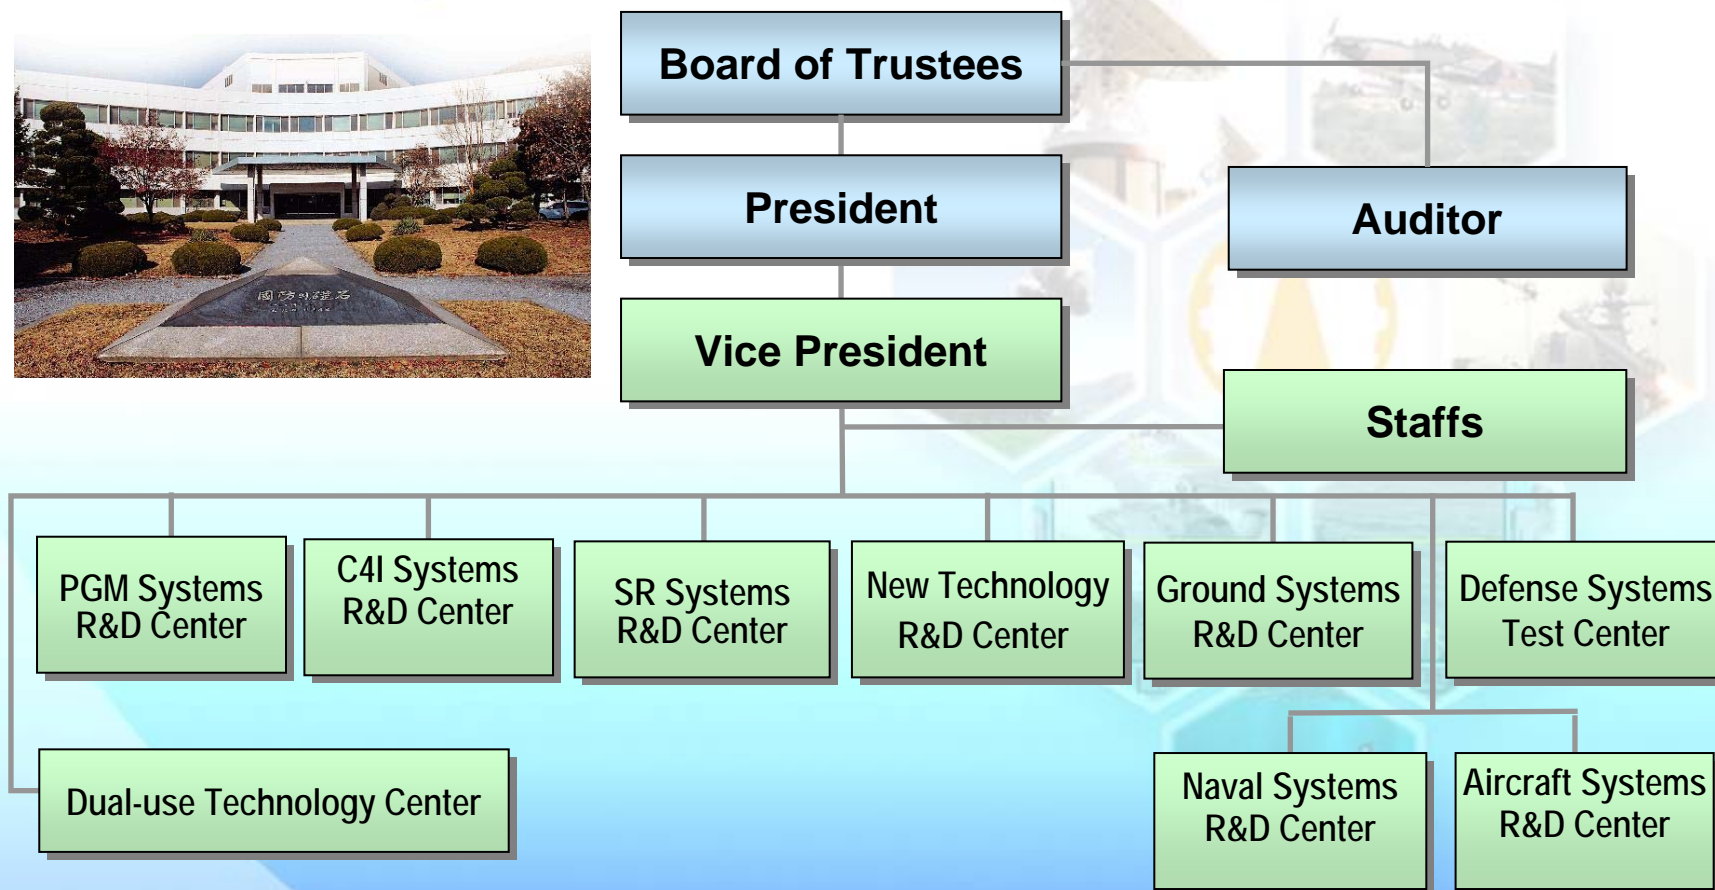 Board of Trustees
President
Auditor
Vice President
Staffs
PGM Systems
R&D Center
C4I Systems
R&D Center
SR Systems
R&D Center
New Technology
R&D Center
Ground Systems
R&D Center
Defense Systems
Test Center
Dual-use Technology Center
Naval Systems
R&D Center
Aircraft Systems
R&D Center